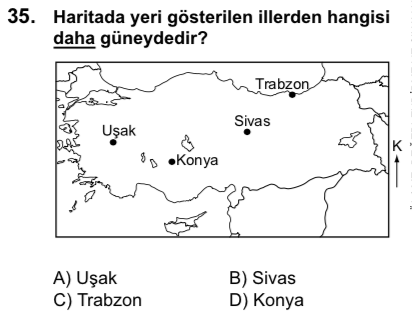 35. Haritada yeri gösterilen illerden hangisi
daha güneydedir?
Trabzon
Sivas
Uşak
K
Konya
A) Uşak
B) Sivas
C) Trabzon
D) Konya